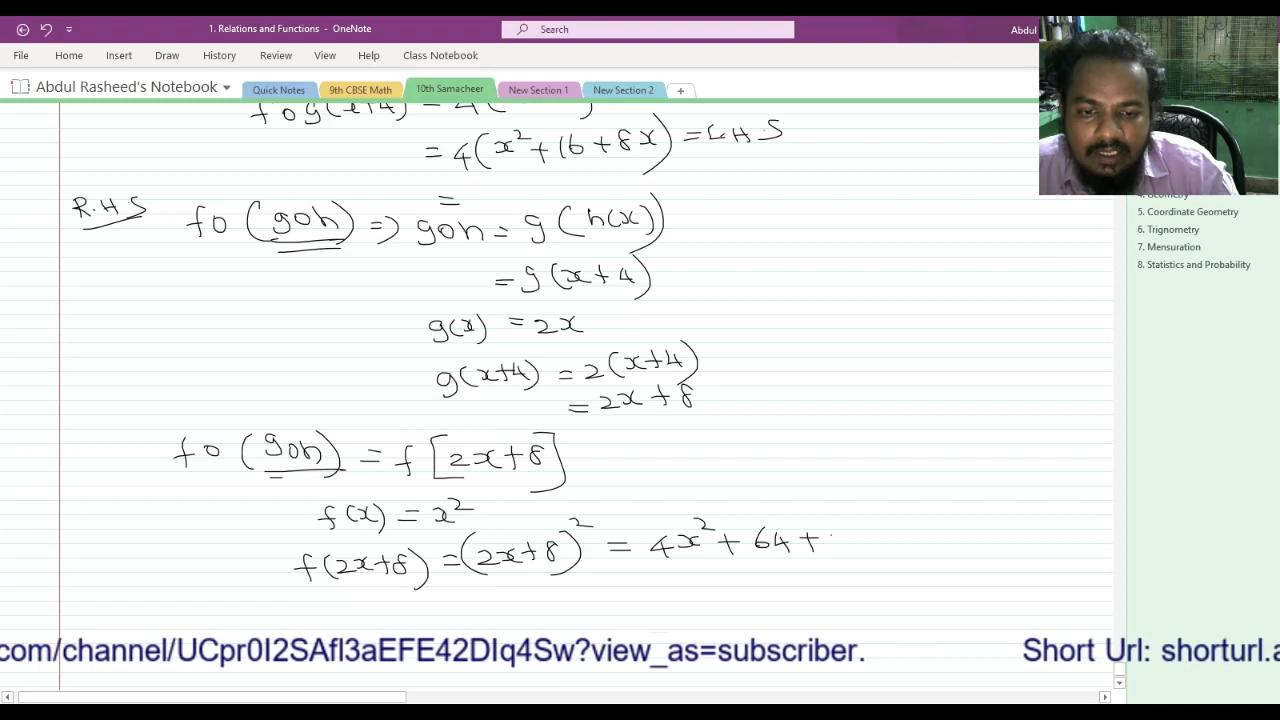 1. Relations and Functions - OneNote
Search
Abdul
File Home Insert Draw History Review View Help Class Notebook
Abdul Rasheed's Notebook
Quick Notes 9th CBSE Math 10th Samacheer New Section 1 New Section 2 +
= 4(x² + 16 + 8x) = L.H.S
R.H.S fo (goh) => goh = g(h(x))
= g(x+4)
g(x) = 2x
g(x+4) = 2(x+4)
= 2x + 8
fo (goh) = f[2x+8]
f(x) = x²
f(2x+8) = (2x+8)² = 4x² + 64 +
5. Coordinate Geometry
6. Trignometry
7. Mensuration
8. Statistics and Probability
com/channel/UCpr0I2SAfl3aEFE42DIq4Sw?view_as=subscriber. Short Url: shorturl.a